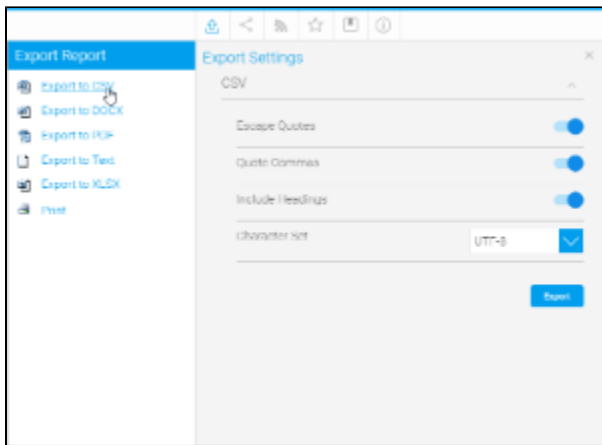 Export Report
Export to CSV
Export to DOCX
Export to PDF
Export to Text
Export to XLSX
Print
Export Settings
CSV
Escape Quotes
Quote Commas
Include Headings
Character Set
UTF-8
Export